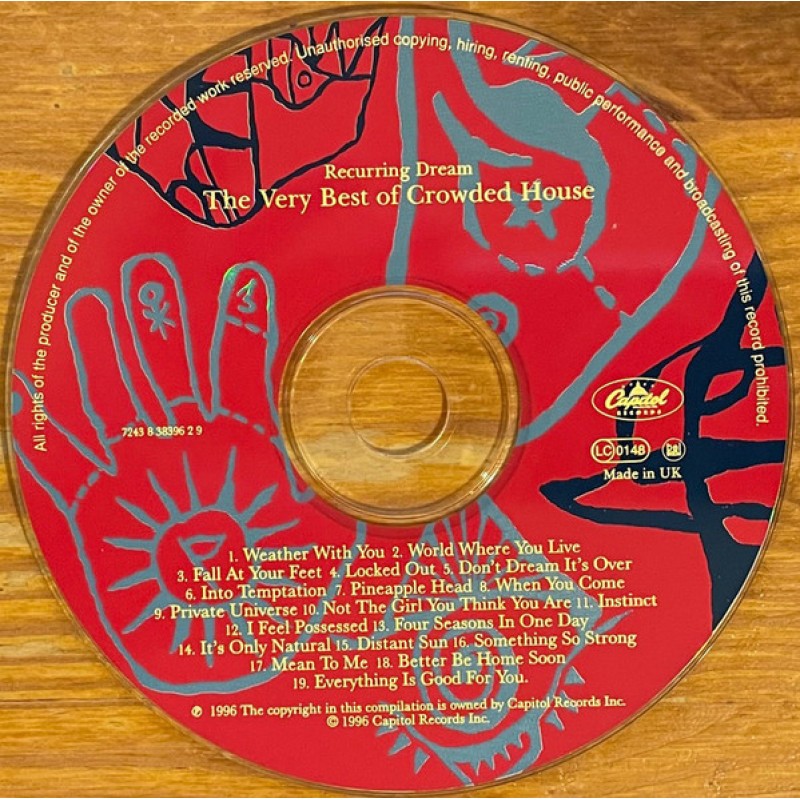 All rights of the producer and of the owner of the recorded work reserved. Unauthorised copying, hiring, renting, public performance and broadcasting of this record prohibited.
Recurring Dream
The Very Best of Crowded House
Capitol
RECORDS
7243 8 38396 2 9
LC 0148
Made in UK
1. Weather With You 2. World Where You Live
3. Fall At Your Feet 4. Locked Out 5. Don't Dream It's Over
6. Into Temptation 7. Pineapple Head 8. When You Come
9. Private Universe 10. Not The Girl You Think You Are 11. Instinct
12. I Feel Possessed 13. Four Seasons In One Day
14. It's Only Natural 15. Distant Sun 16. Something So Strong
17. Mean To Me 18. Better Be Home Soon
19. Everything Is Good For You.
℗ 1996 The copyright in this compilation is owned by Capitol Records Inc.
© 1996 Capitol Records Inc.